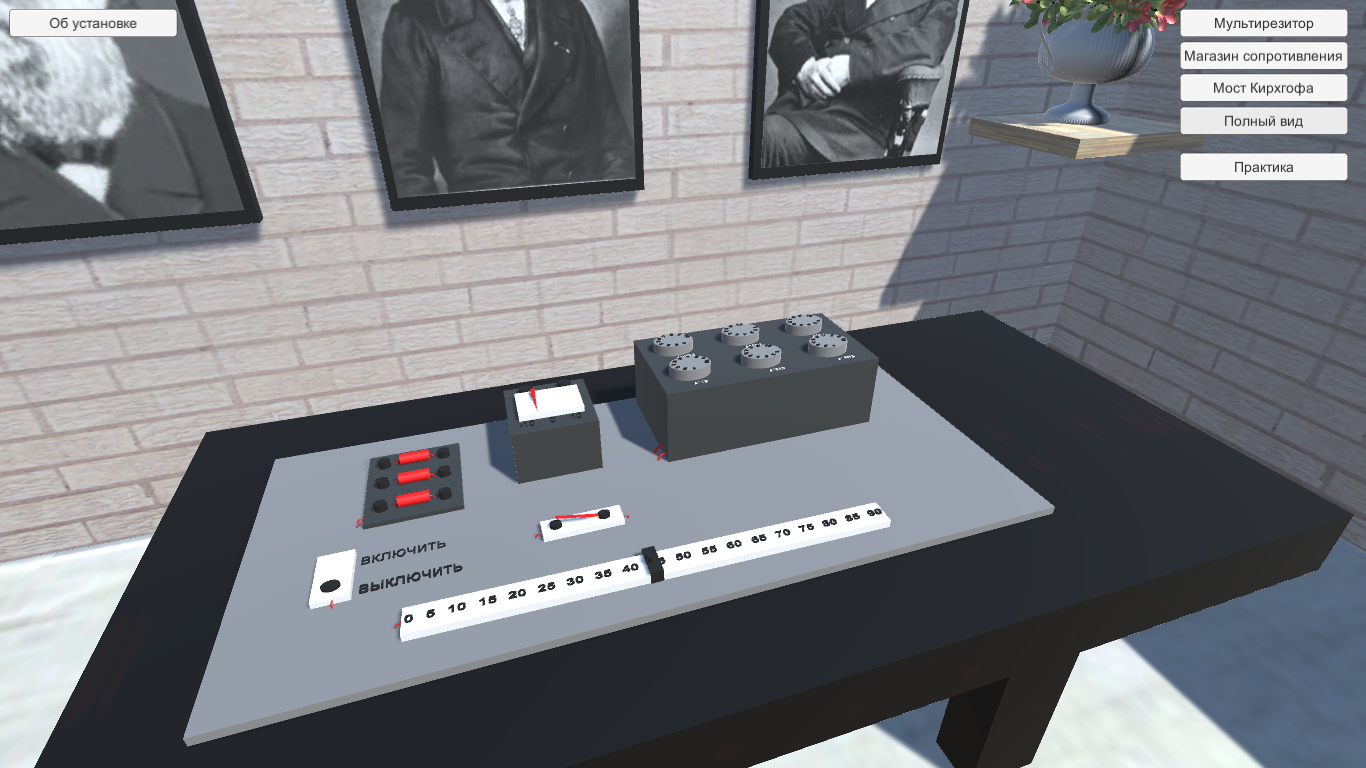 Об установке
Мультирезитор
Магазин сопротивления
Мост Кирхгофа
Полный вид
Практика
ВКЛЮЧИТЬ
ВЫКЛЮЧИТЬ
0 5 10 15 20 25 30 35 40 50 55 60 65 70 75 80 85 90